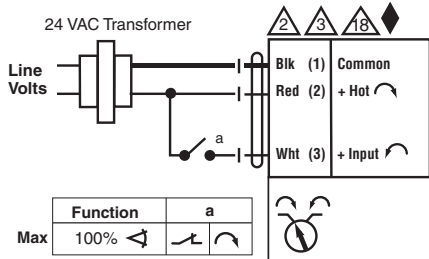 24 VAC Transformer
2 3 18
Line
Volts
Blk (1) Common
Red (2) + Hot
a
Wht (3) + Input
Function a
Max 100%